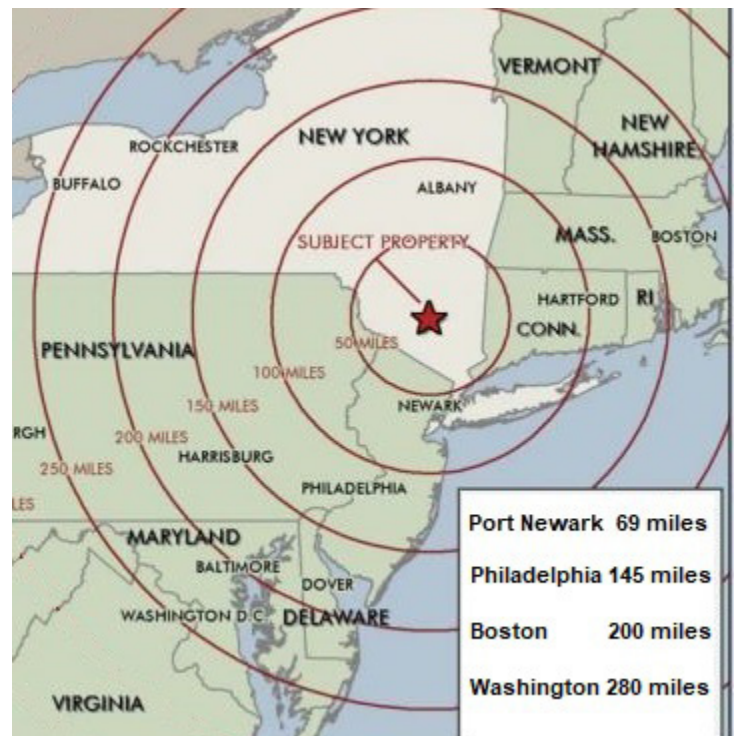 VERMONT
NEW
HAMSHIRE
ROCKCHESTER
NEW YORK
BUFFALO
ALBANY
SUBJECT PROPERTY
MASS.
BOSTON
HARTFORD
RI
CONN.
PENNSYLVANIA
50 MILES
100 MILES
150 MILES
NEWARK
200 MILES
RGH
HARRISBURG
250 MILES
PHILADELPHIA
LES
MARYLAND
BALTIMORE
DOVER
WASHINGTON D.C.
DELAWARE
VIRGINIA
Port Newark 69 miles
Philadelphia 145 miles
Boston 200 miles
Washington 280 miles